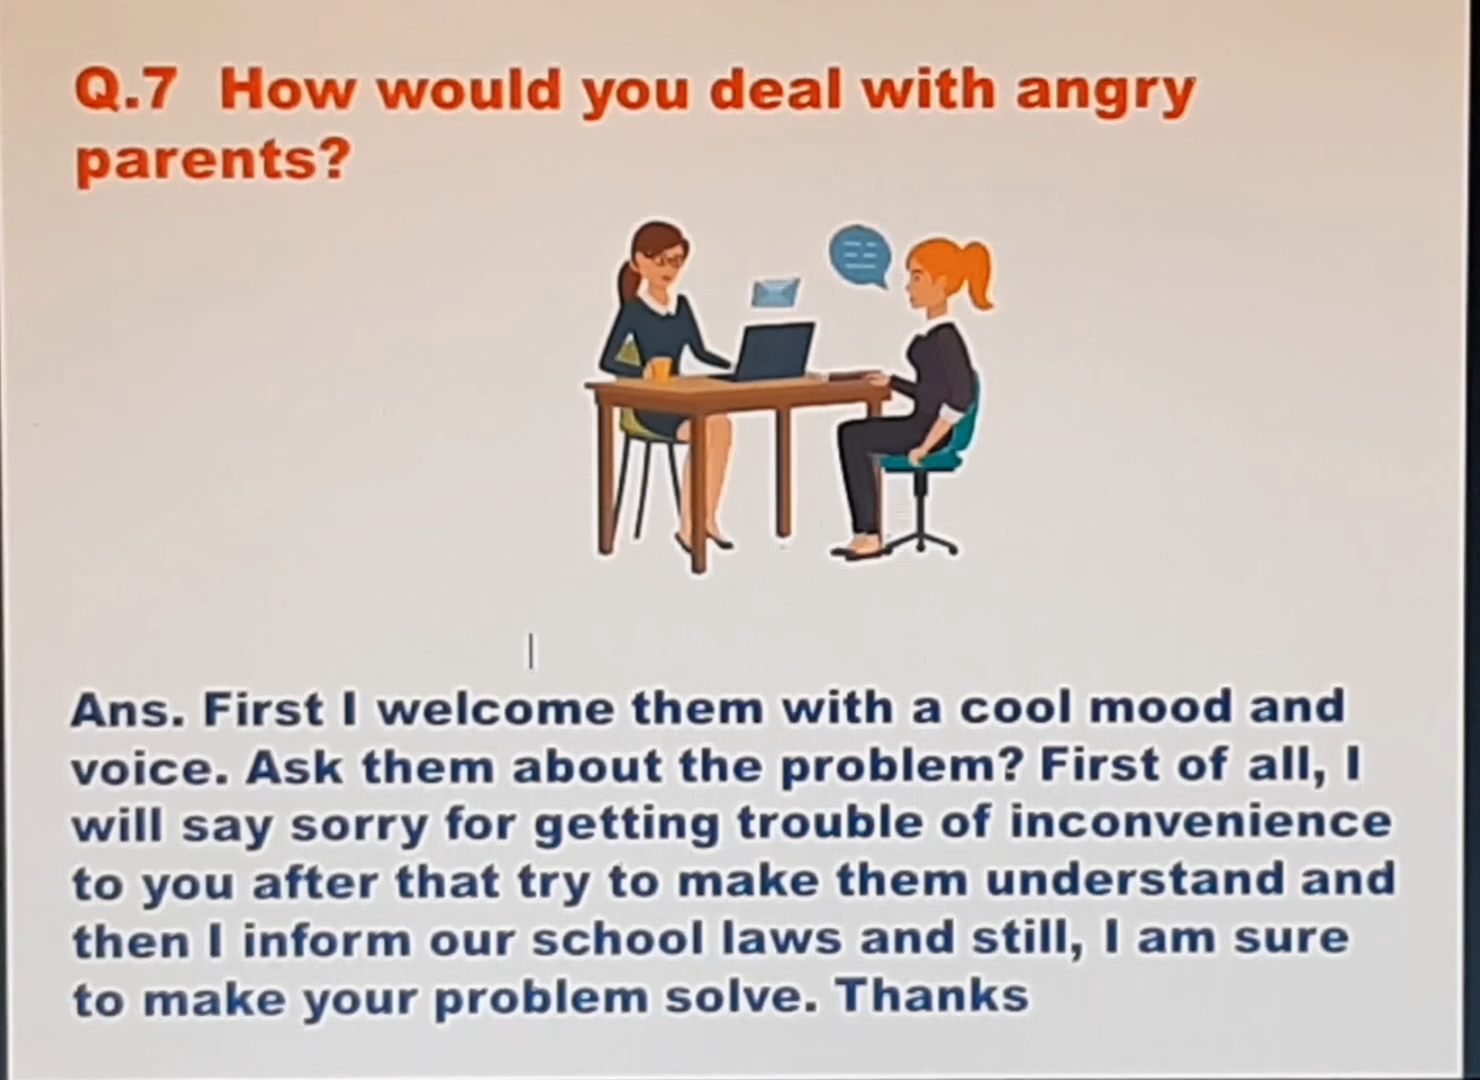 Q.7 How would you deal with angry
parents?
Ans. First I welcome them with a cool mood and
voice. Ask them about the problem? First of all, I
will say sorry for getting trouble of inconvenience
to you after that try to make them understand and
then I inform our school laws and still, I am sure
to make your problem solve. Thanks